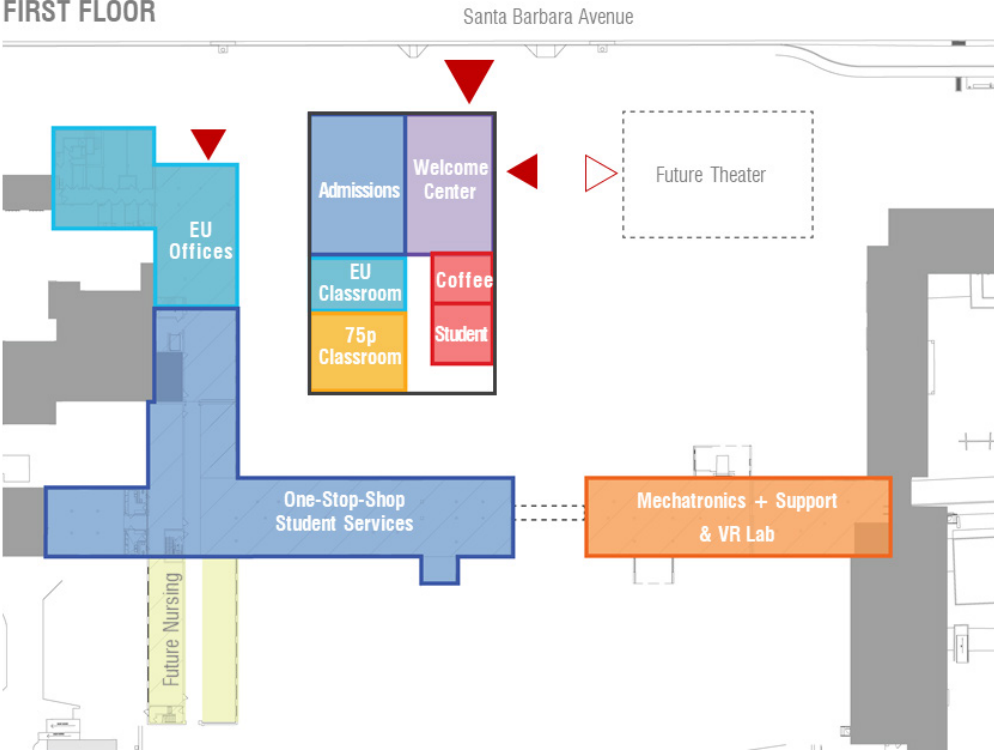 FIRST FLOOR
Santa Barbara Avenue
Admissions
Welcome
Center
Future Theater
EU
Offices
EU
Classroom
Coffee
75p
Classroom
Student
One-Stop-Shop
Student Services
Mechatronics + Support
& VR Lab
Future Nursing